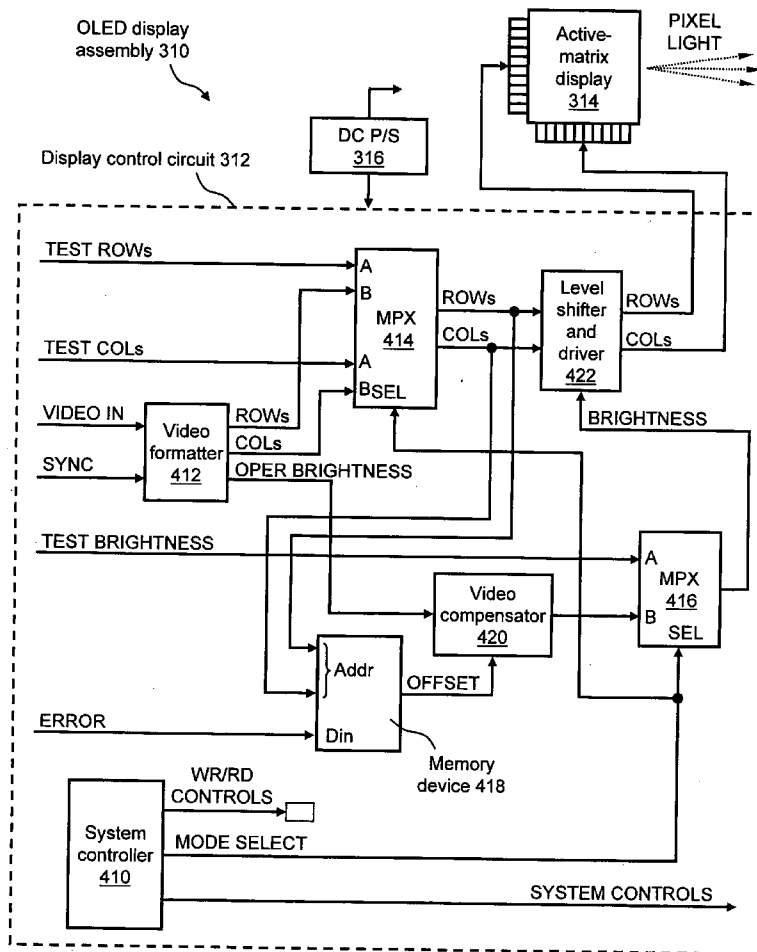 OLED display
assembly 310
Active-
matrix
display
314
PIXEL
LIGHT
DC P/S
316
Display control circuit 312
TEST ROWs
A
B
MPX
414
ROWs
COLs
Level
shifter
and
driver
422
ROWs
COLs
TEST COLs
A
B
SEL
VIDEO IN
SYNC
Video
formatter
412
ROWs
COLs
OPER BRIGHTNESS
BRIGHTNESS
TEST BRIGHTNESS
A
MPX
416
B
SEL
Video
compensator
420
Addr
OFFSET
ERROR
Din
Memory
device 418
WR/RD
CONTROLS
System
controller
410
MODE SELECT
SYSTEM CONTROLS